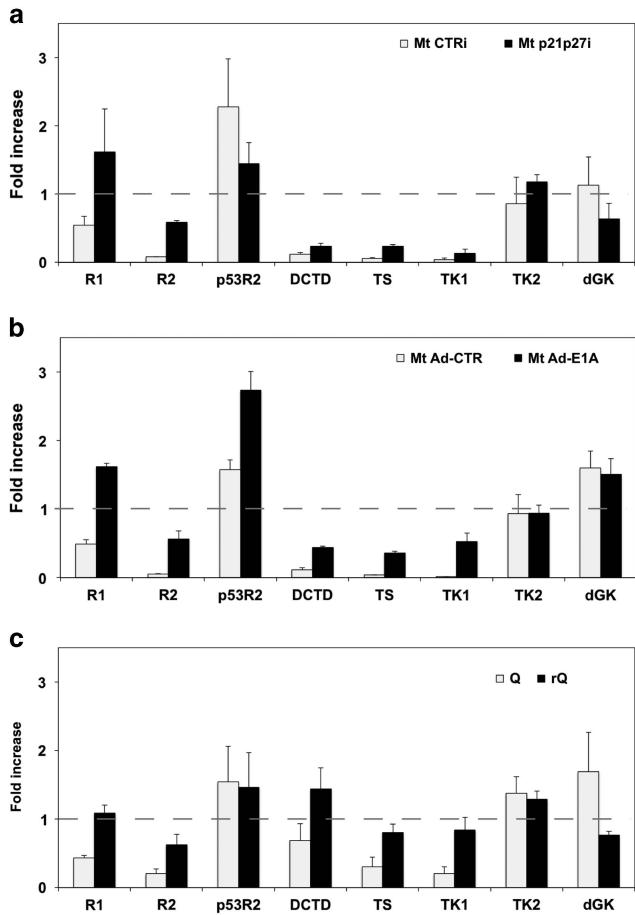 a
Fold increase
3
2
1
0
Mt CTRi
Mt p21p27i
R1 R2 p53R2 DCTD TS TK1 TK2 dGK
b
Fold increase
3
2
1
0
Mt Ad-CTR
Mt Ad-E1A
R1 R2 p53R2 DCTD TS TK1 TK2 dGK
c
Fold increase
3
2
1
0
Q
rQ
R1 R2 p53R2 DCTD TS TK1 TK2 dGK